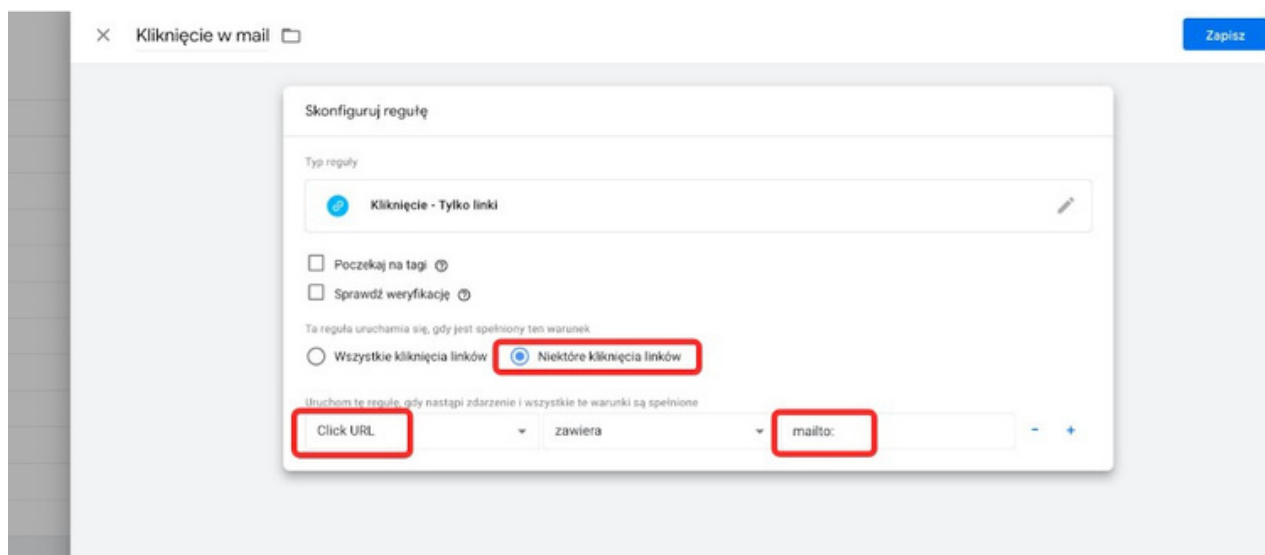 Kliknięcie w mail
Zapisz
Skonfiguruj regułę
Typ reguły
Kliknięcie - Tylko linki
Poczekaj na tagi
Sprawdź weryfikację
Ta reguła uruchamia się, gdy jest spełniony ten warunek
Wszystkie kliknięcia linków Niektóre kliknięcia linków
Uruchom tę regułę, gdy nastąpi zdarzenie i wszystkie te warunki są spełnione
Click URL zawiera mailto: - +